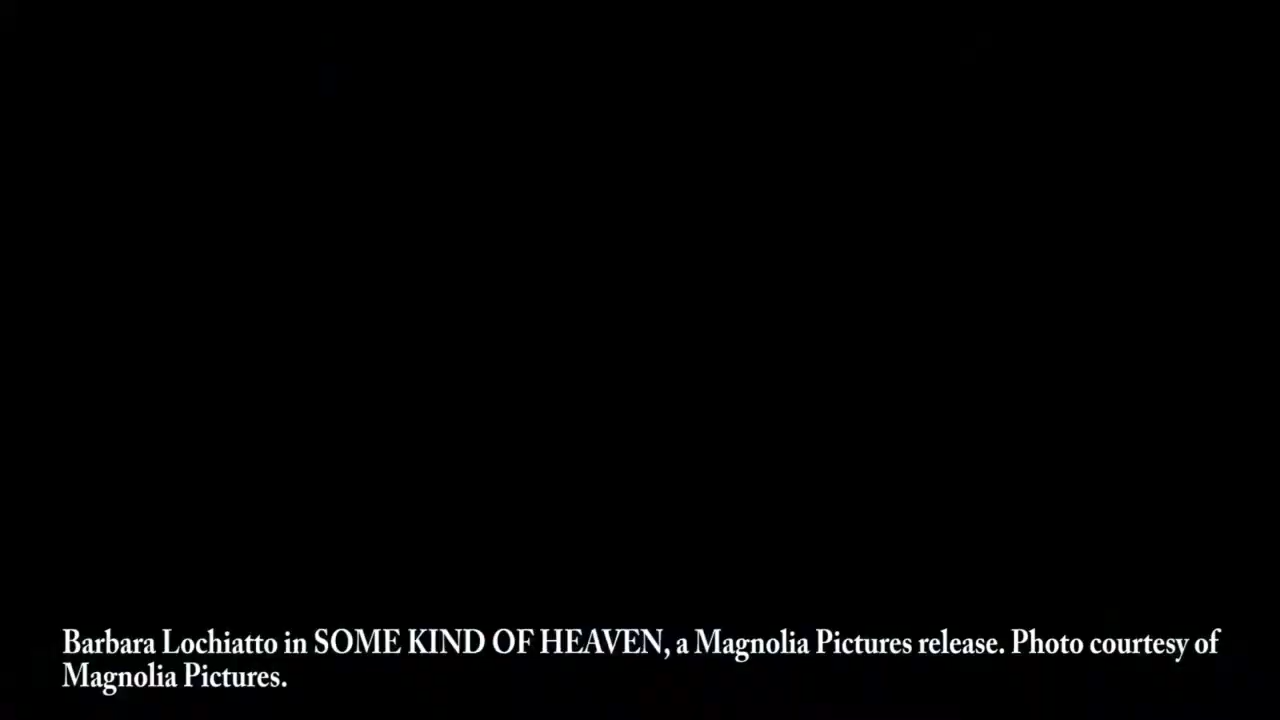 Barbara Lochiatto in SOME KIND OF HEAVEN, a Magnolia Pictures release. Photo courtesy of
Magnolia Pictures.